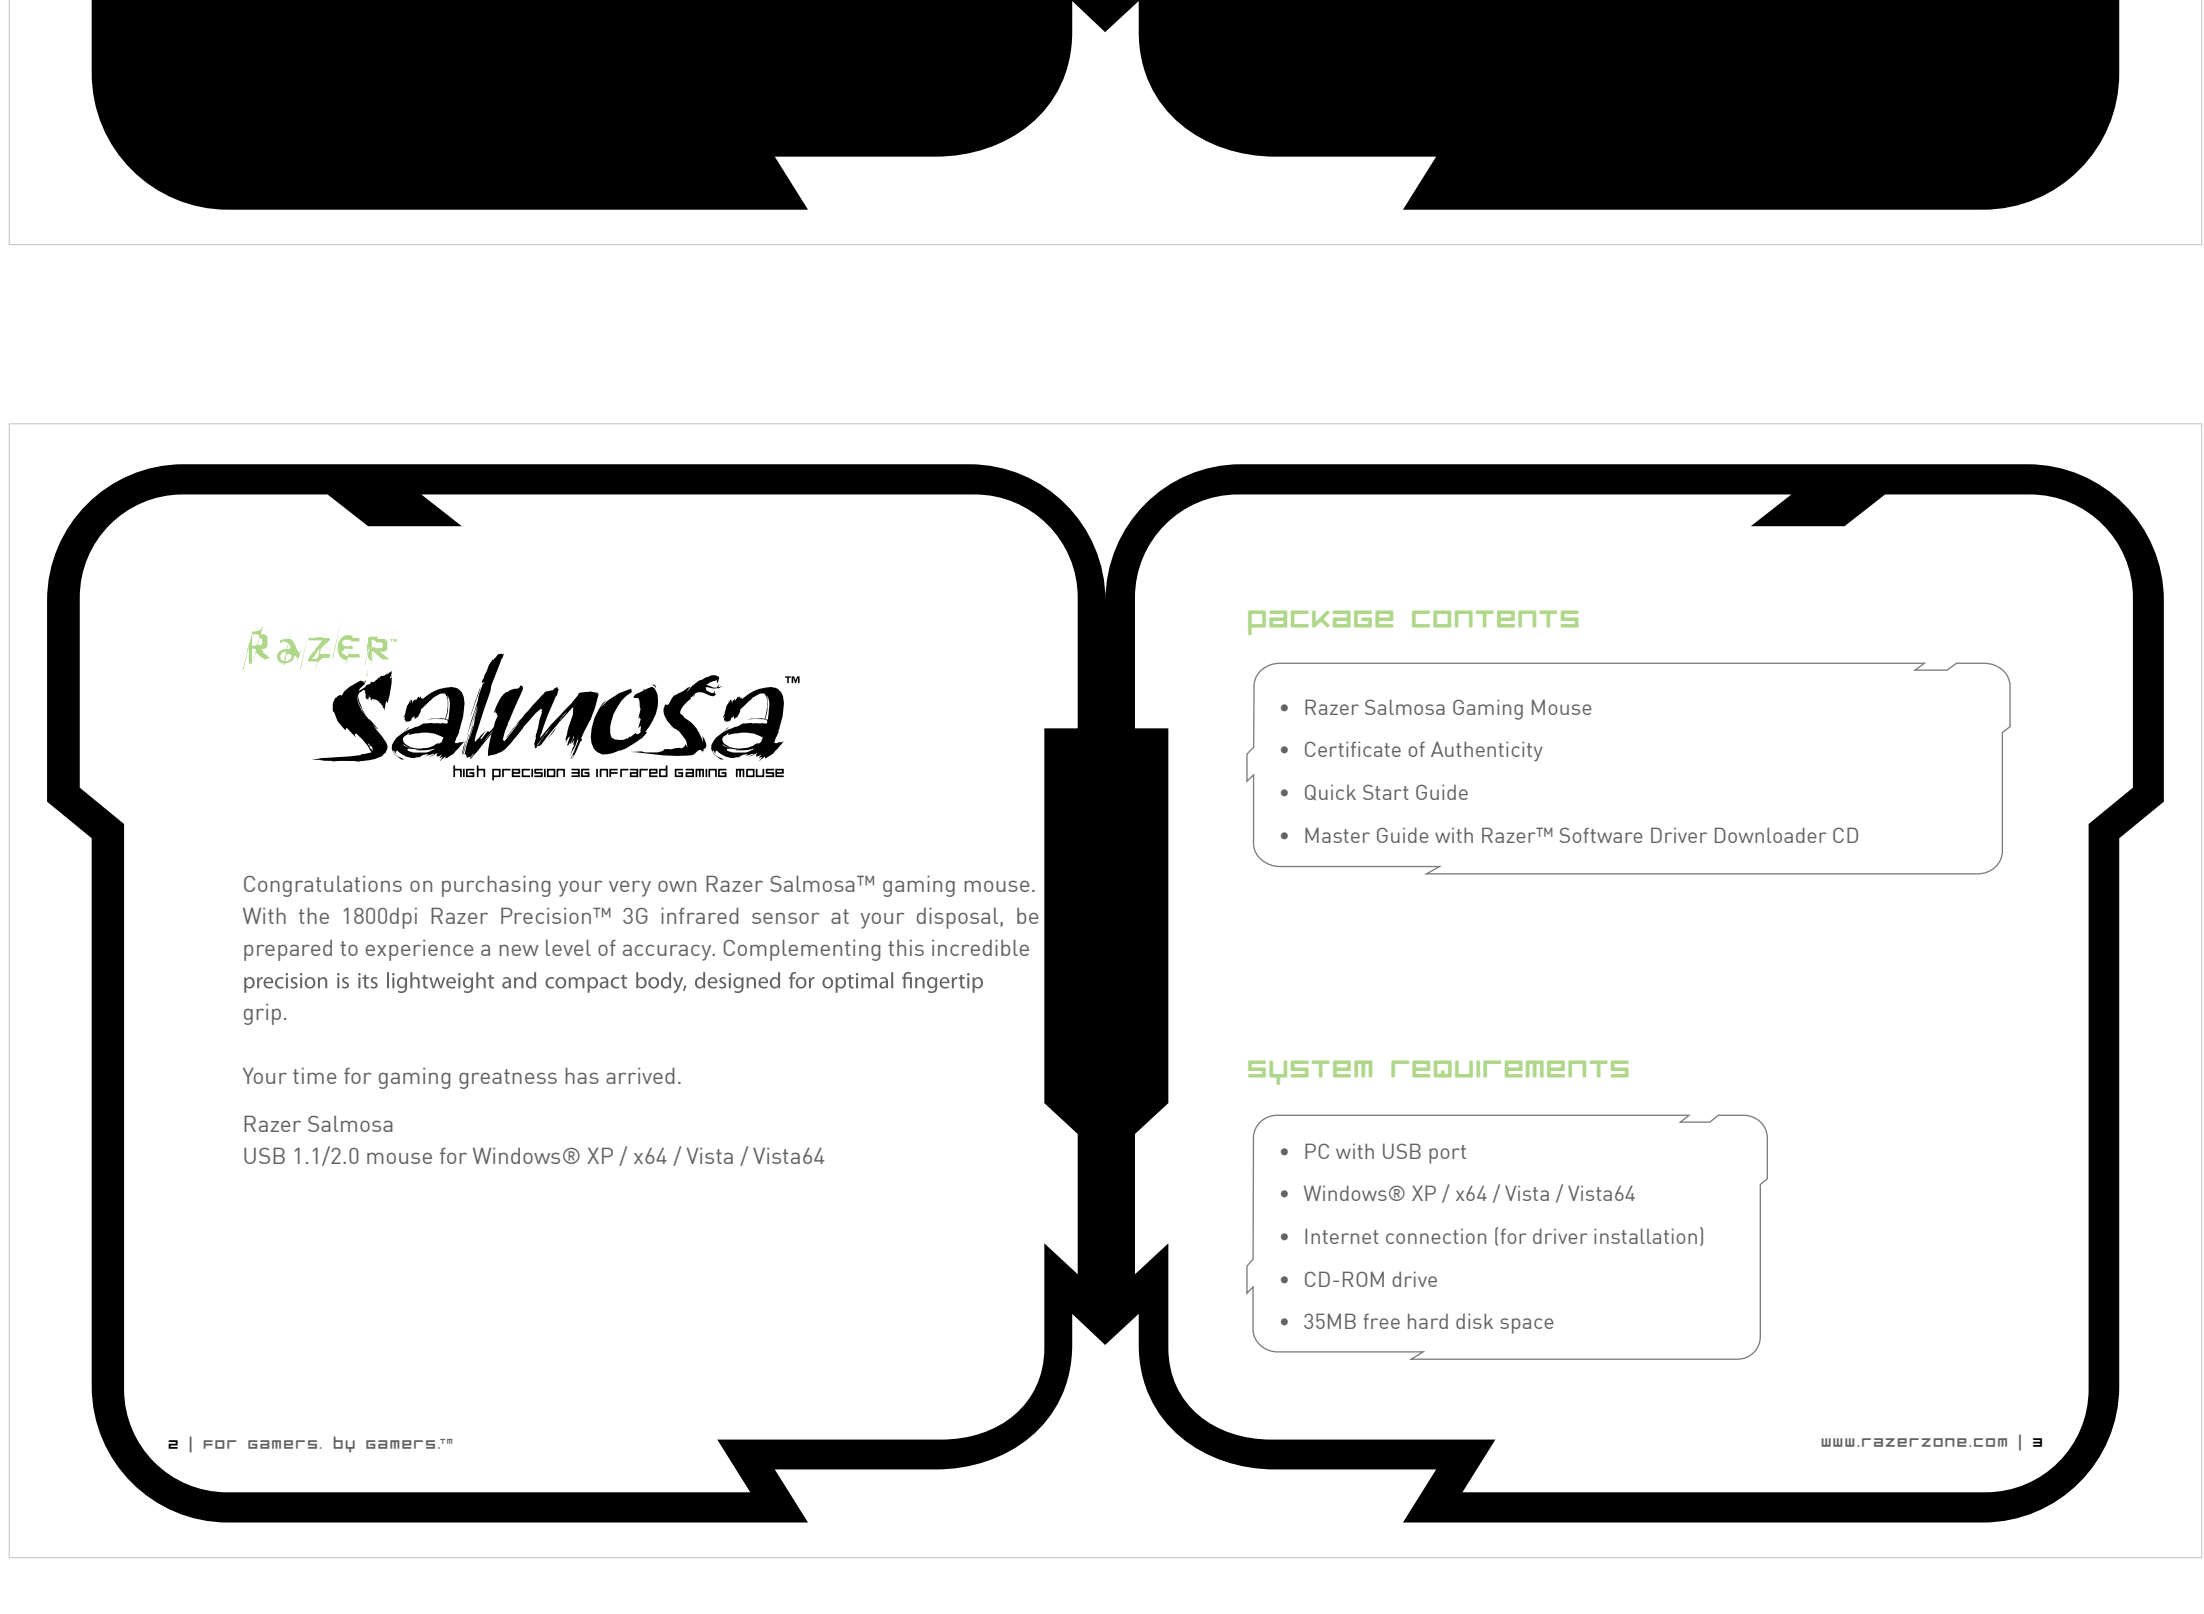 Razer™
Salmosa™
high precision 3G infrared gaming mouse
Congratulations on purchasing your very own Razer Salmosa™ gaming mouse.
With the 1800dpi Razer Precision™ 3G infrared sensor at your disposal, be
prepared to experience a new level of accuracy. Complementing this incredible
precision is its lightweight and compact body, designed for optimal fingertip
grip.
Your time for gaming greatness has arrived.
Razer Salmosa
USB 1.1/2.0 mouse for Windows® XP / x64 / Vista / Vista64
2 | For gamers. by gamers.™
package contents
• Razer Salmosa Gaming Mouse
• Certificate of Authenticity
• Quick Start Guide
• Master Guide with Razer™ Software Driver Downloader CD
system requirements
• PC with USB port
• Windows® XP / x64 / Vista / Vista64
• Internet connection (for driver installation)
• CD-ROM drive
• 35MB free hard disk space
www.razerzone.com | 3